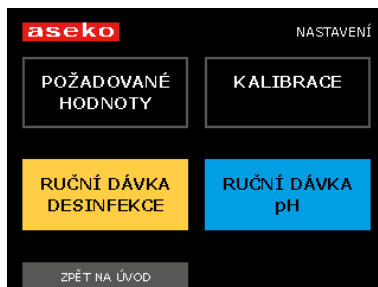 aseko
NASTAVENÍ
POŽADOVANÉ
HODNOTY
KALIBRACE
RUČNÍ DÁVKA
DESINFEKCE
RUČNÍ DÁVKA
pH
ZPĚT NA ÚVOD